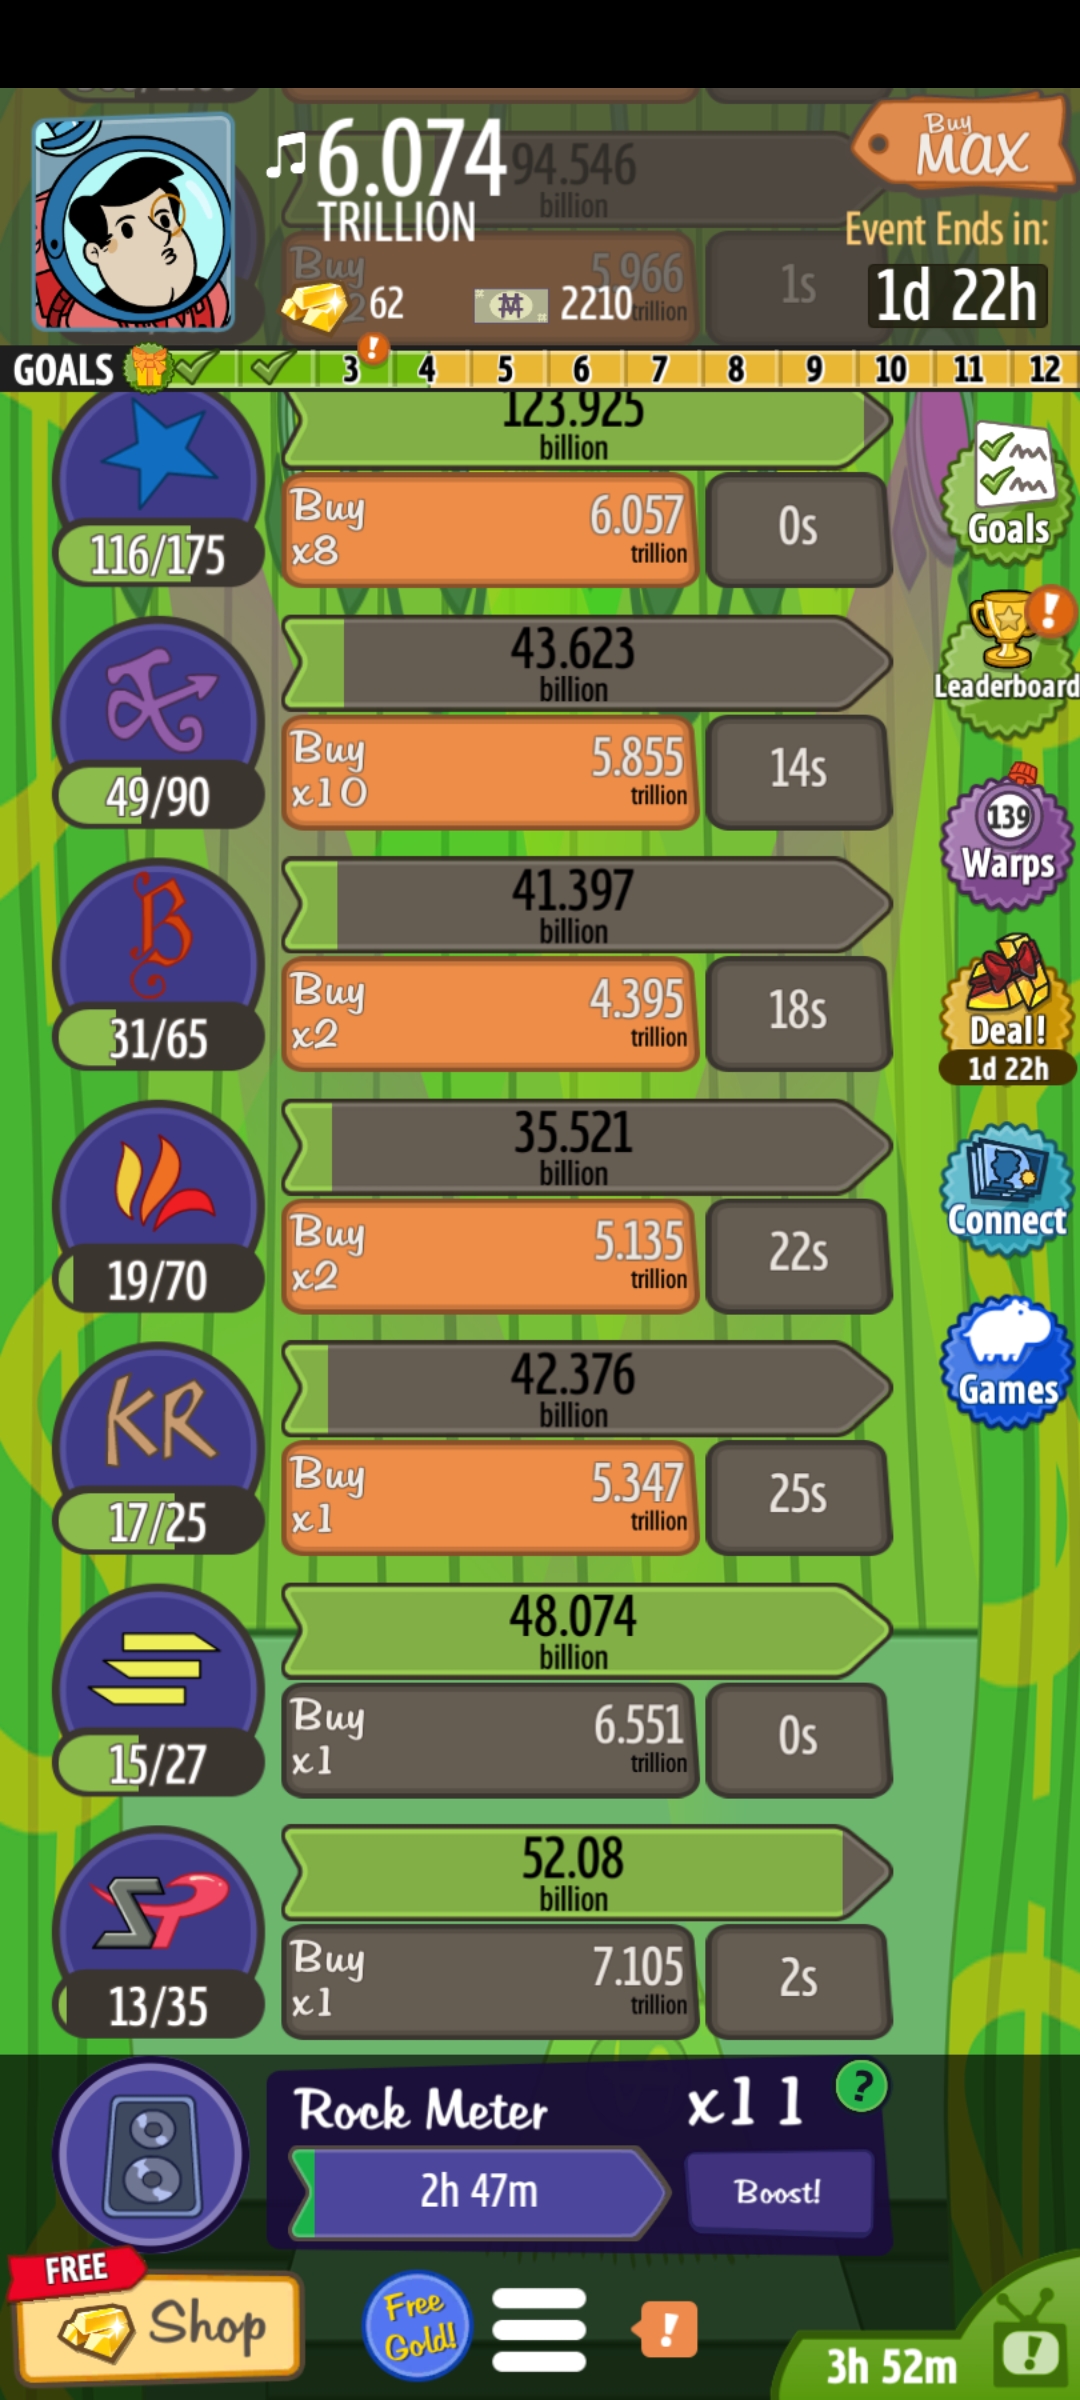 6.074
TRILLION
94.546
billion
Buy
MAX
Event Ends in:
1d 22h
Buy
5.966
trillion
1s
62
2210
GOALS
3
4
5
6
7
8
9
10
11
12
123.925
billion
116/175
Buy
x8
6.057
trillion
0s
Goals
43.623
billion
49/90
Buy
x10
5.855
trillion
14s
Leaderboard
41.397
billion
31/65
Buy
x2
4.395
trillion
18s
139
Warps
Deal!
1d 22h
35.521
billion
19/70
Buy
x2
5.135
trillion
22s
Connect
42.376
billion
KR
17/25
Buy
x1
5.347
trillion
25s
Games
48.074
billion
15/27
Buy
x1
6.551
trillion
0s
52.08
billion
13/35
Buy
x1
7.105
trillion
2s
Rock Meter
x11
?
2h 47m
Boost!
FREE
Shop
Free
Gold!
!
3h 52m